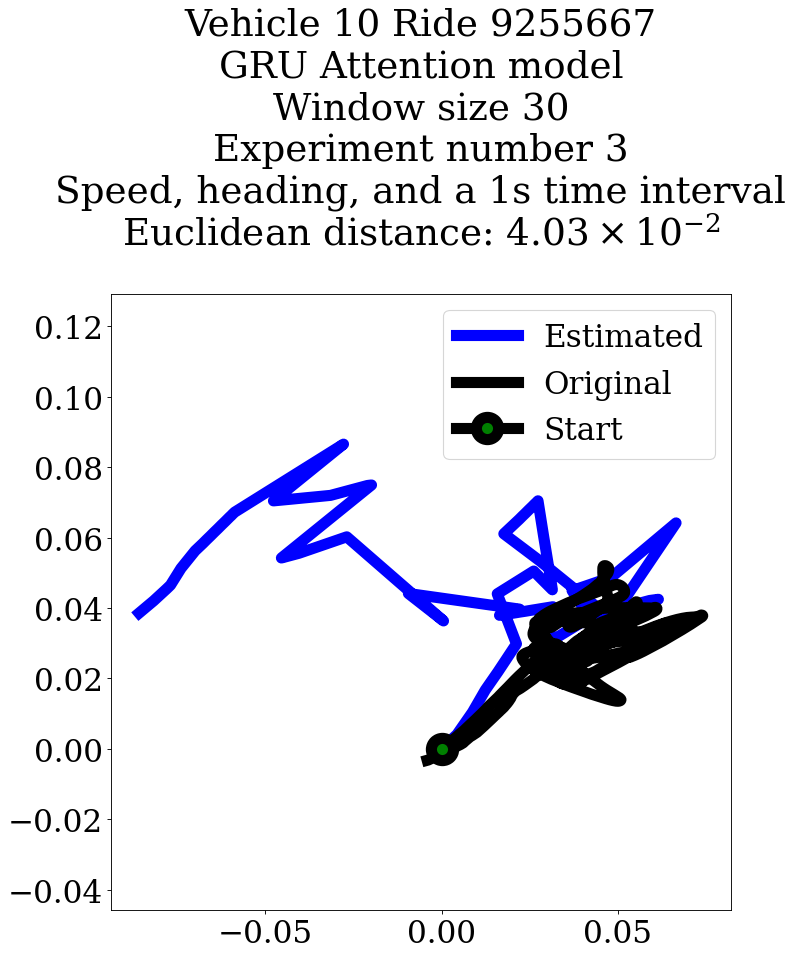 Vehicle 10 Ride 9255667
GRU Attention model
Window size 30
Experiment number 3
Speed, heading, and a 1s time interval
Euclidean distance: 4.03 × 10⁻²
Estimated
Original
Start
0.12
0.10
0.08
0.06
0.04
0.02
0.00
−0.02
−0.04
−0.05 0.00 0.05